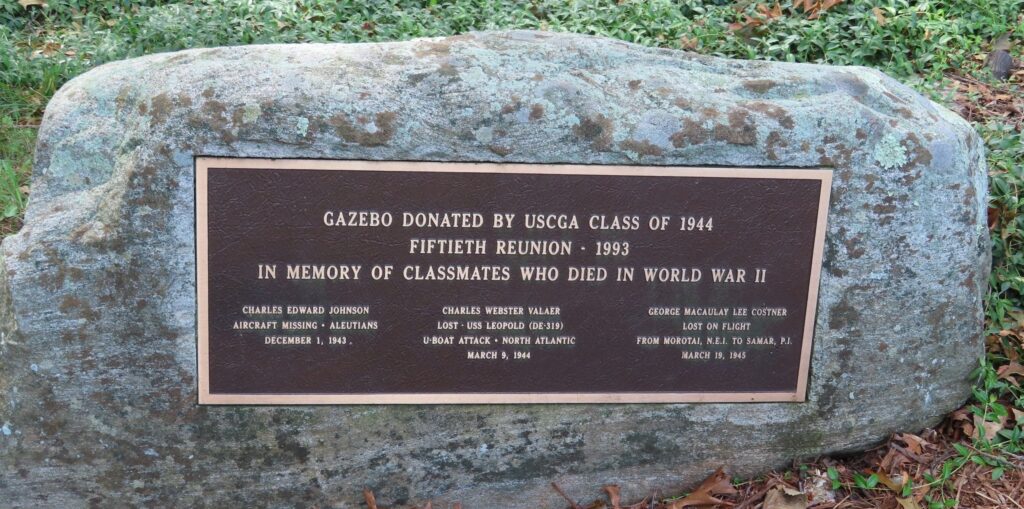 GAZEBO DONATED BY USCGA CLASS OF 1944
FIFTIETH REUNION · 1993
IN MEMORY OF CLASSMATES WHO DIED IN WORLD WAR II
CHARLES EDWARD JOHNSON
AIRCRAFT MISSING · ALEUTIANS
DECEMBER 1, 1943
CHARLES WEBSTER VALAER
LOST · USS LEOPOLD (DE-319)
U-BOAT ATTACK · NORTH ATLANTIC
MARCH 9, 1944
GEORGE MACAULAY LEE COSTNER
LOST ON FLIGHT
FROM MOROTAI, N.E.I. TO SAMAR, P.I.
MARCH 19, 1945